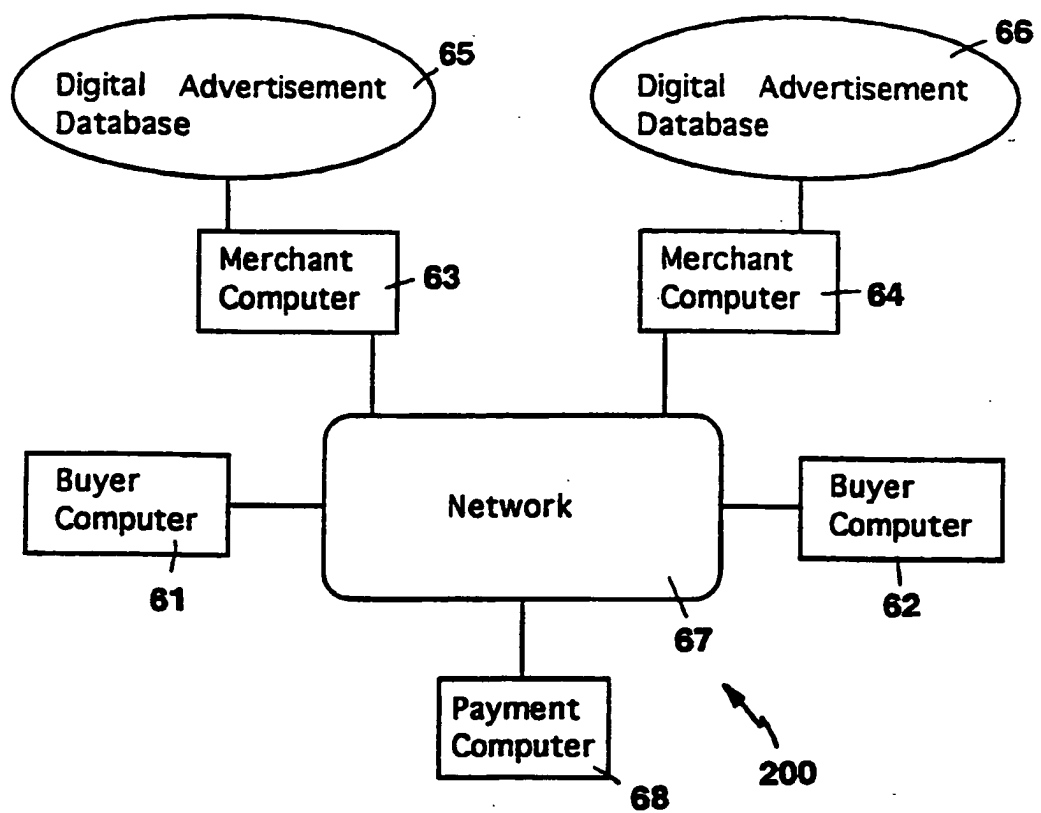 65
Digital Advertisement
Database
66
Digital Advertisement
Database
Merchant
Computer
63
Merchant
Computer
64
Buyer
Computer
61
Network
67
Buyer
Computer
62
Payment
Computer
68
200